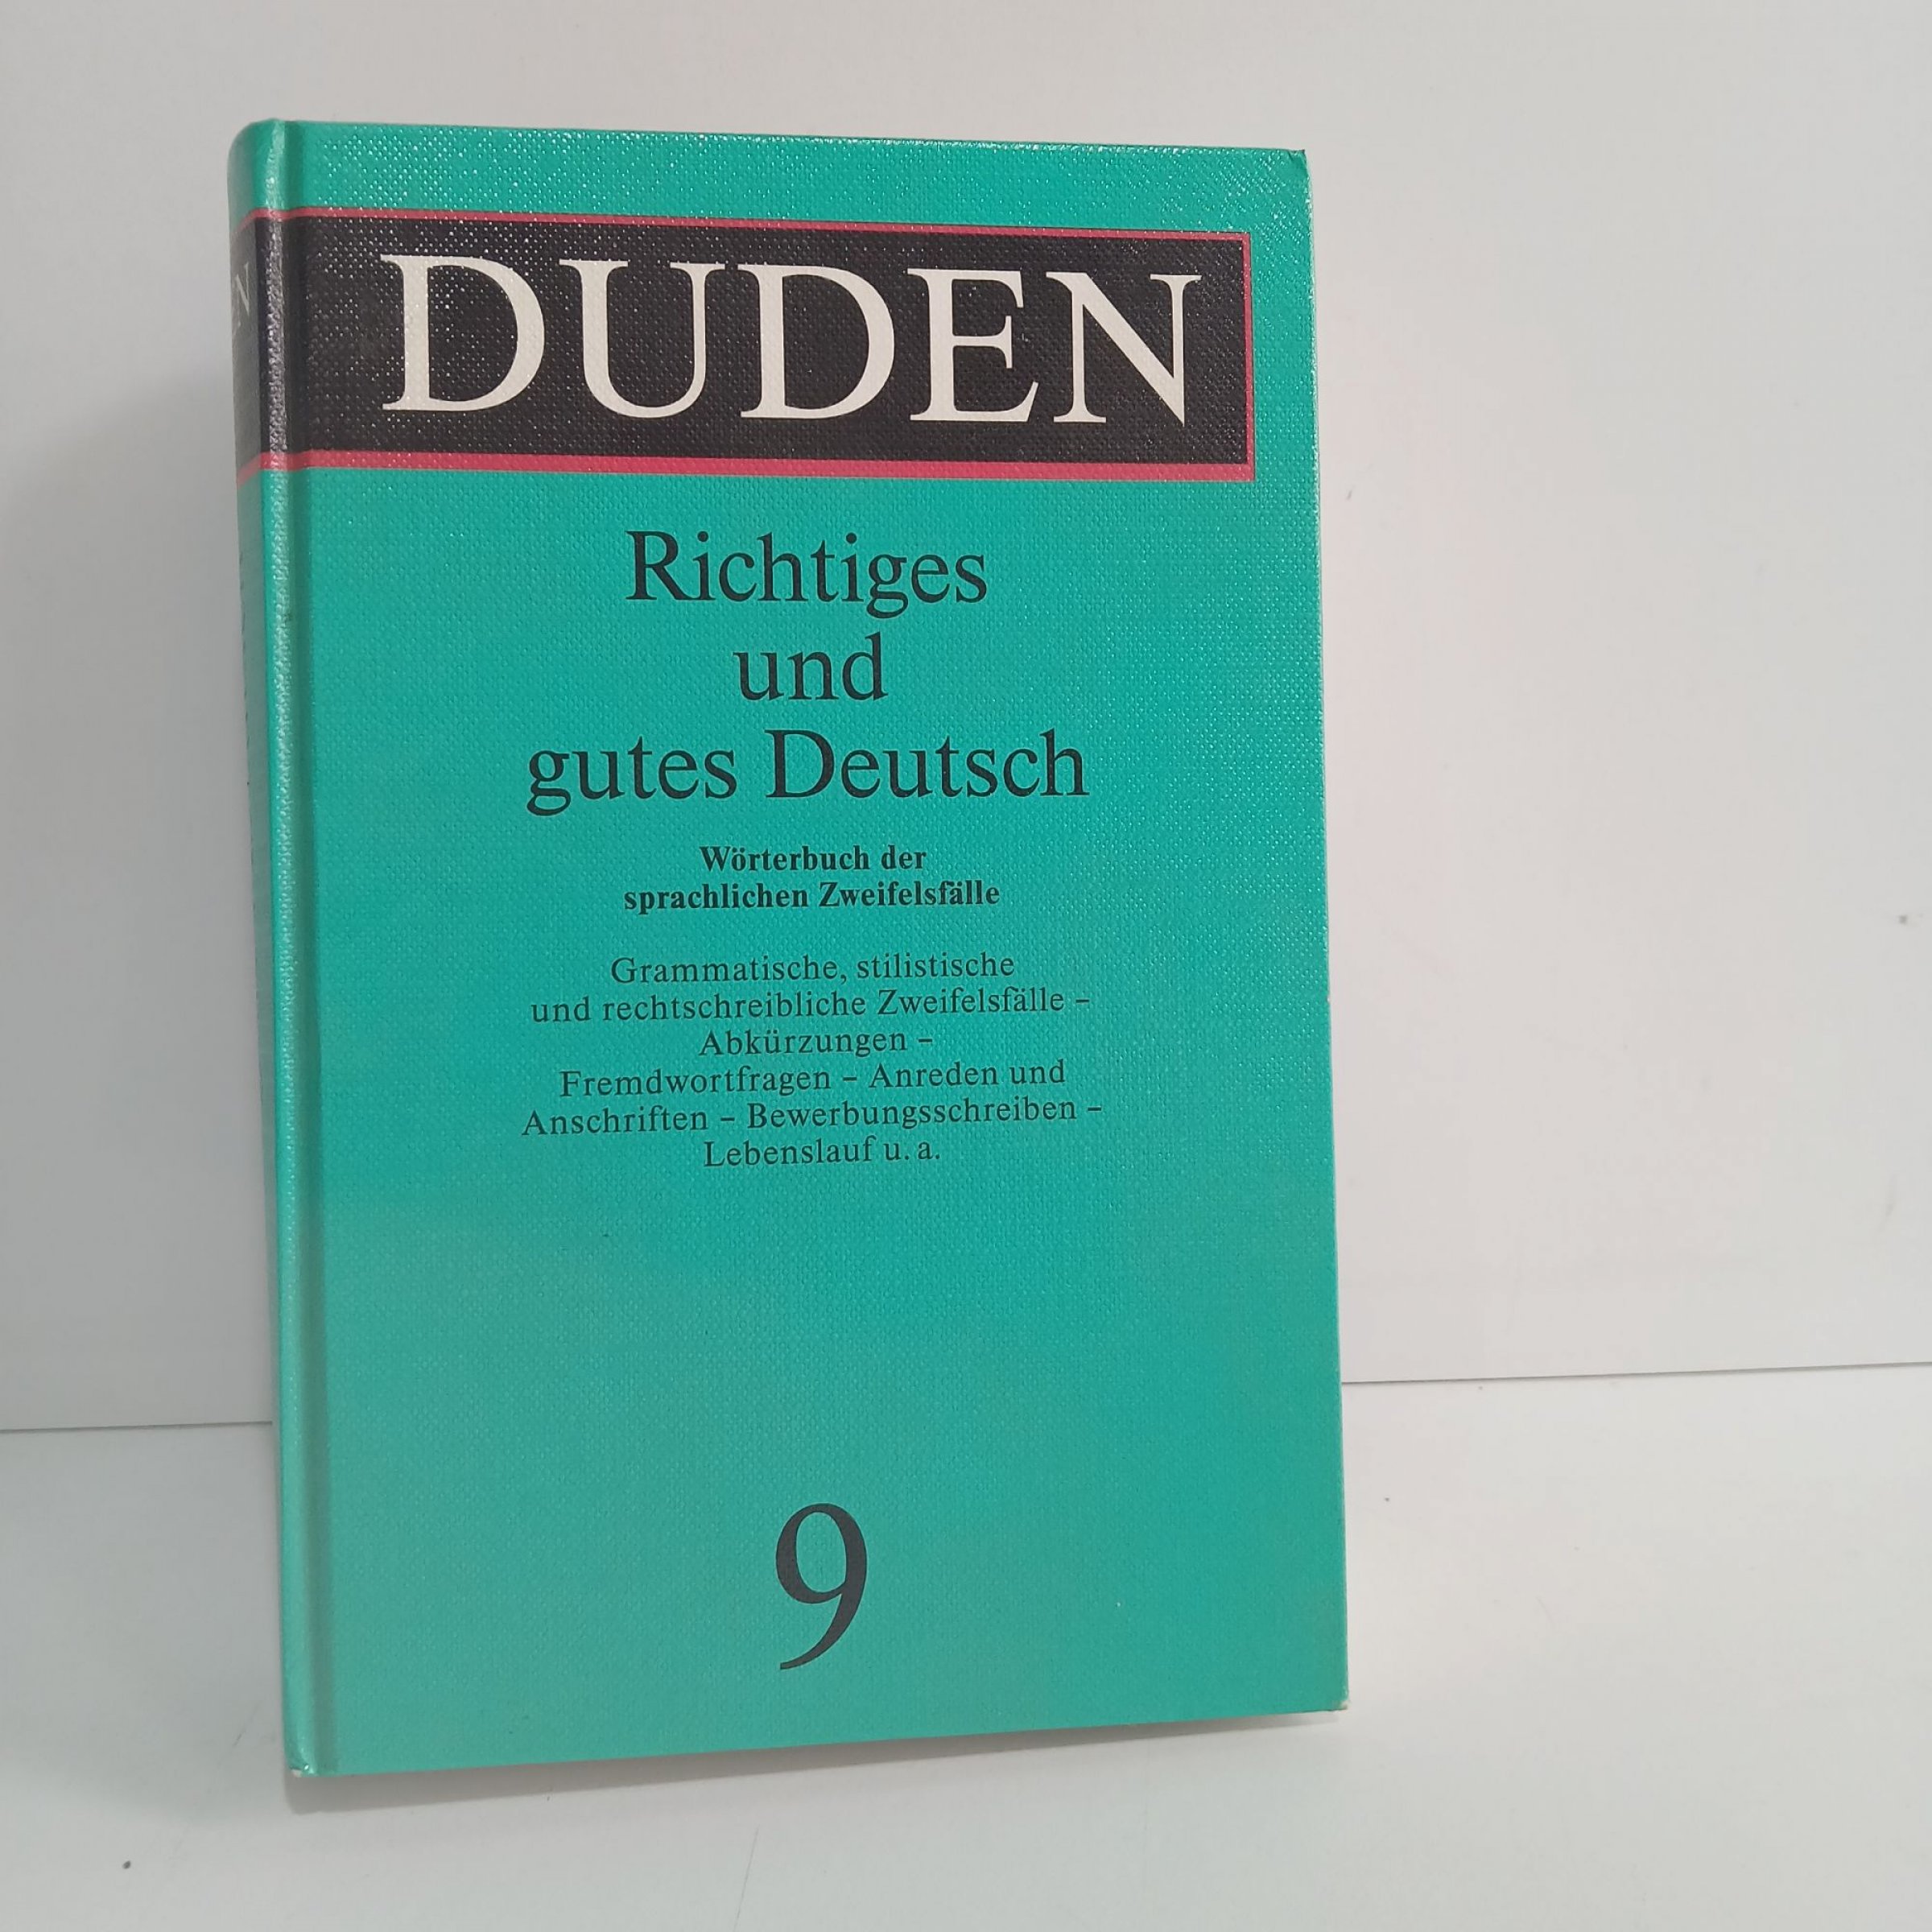 DUDEN
Richtiges
und
gutes Deutsch
Wörterbuch der
sprachlichen Zweifelsfälle
Grammatische, stilistische
und rechtschreibliche Zweifelsfälle –
Abkürzungen –
Fremdwortfragen – Anreden und
Anschriften – Bewerbungsschreiben –
Lebenslauf u. a.
9